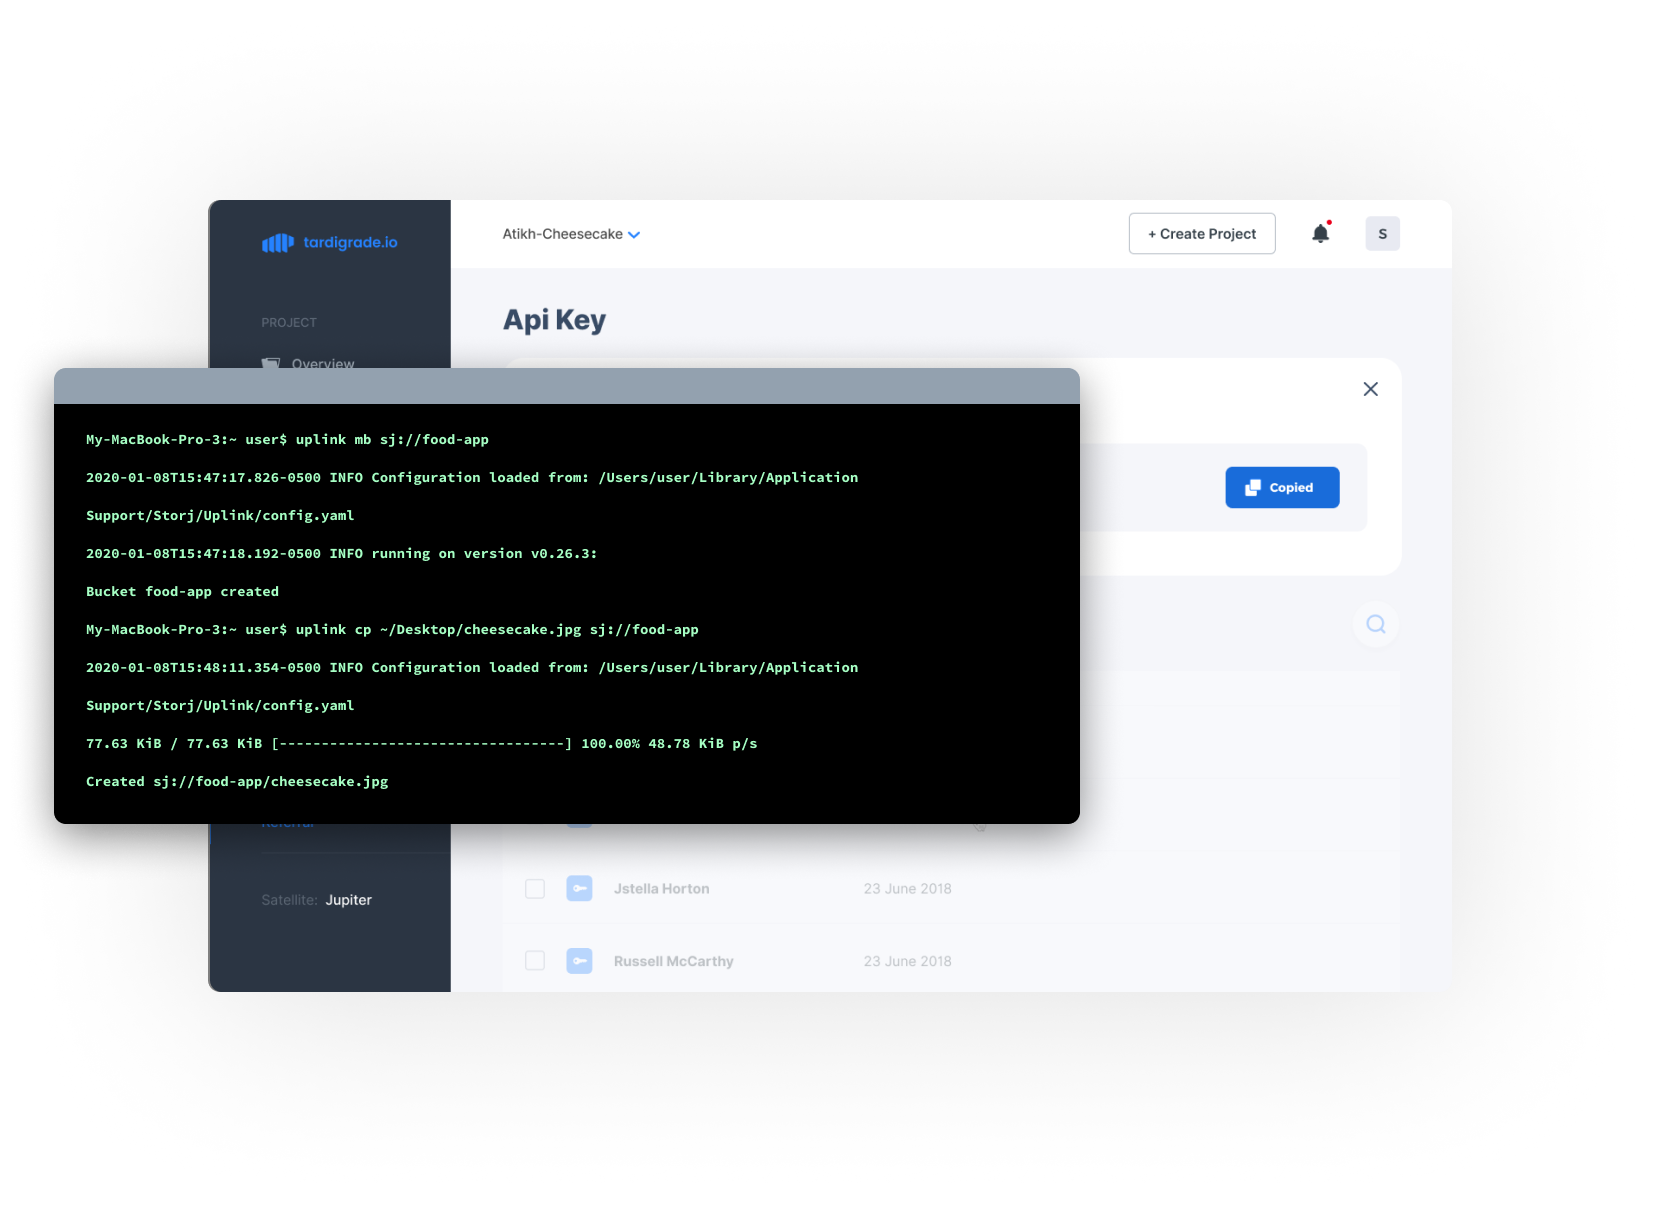 tardigrade.io
Atikh-Cheesecake
+ Create Project
S
PROJECT
Overview
Api Key
Copied
My-MacBook-Pro-3:~ user$ uplink mb sj://food-app
2020-01-08T15:47:17.826-0500 INFO Configuration loaded from: /Users/user/Library/Application
Support/Storj/Uplink/config.yaml
2020-01-08T15:47:18.192-0500 INFO running on version v0.26.3:
Bucket food-app created
My-MacBook-Pro-3:~ user$ uplink cp ~/Desktop/cheesecake.jpg sj://food-app
2020-01-08T15:48:11.354-0500 INFO Configuration loaded from: /Users/user/Library/Application
Support/Storj/Uplink/config.yaml
77.63 KiB / 77.63 KiB [----------------------------------] 100.00% 48.78 KiB p/s
Created sj://food-app/cheesecake.jpg
Referral
Satellite: Jupiter
Jstella Horton 23 June 2018
Russell McCarthy 23 June 2018